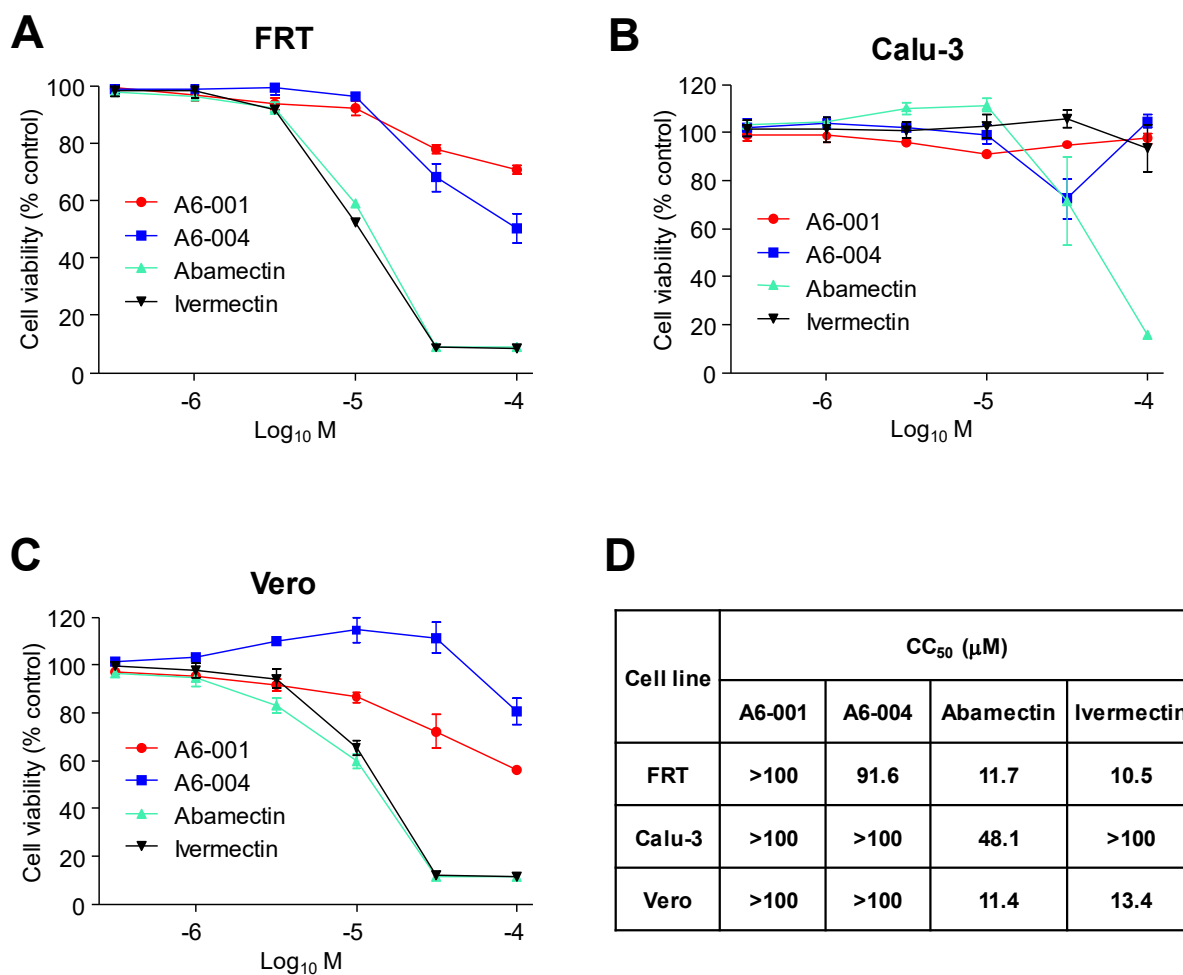 A
FRT
Cell viability (% control)
100
80
60
40
20
0
A6-001
A6-004
Abamectin
Ivermectin
-6
-5
-4
Log₁₀ M
B
Calu-3
Cell viability (% control)
120
100
80
60
40
20
0
A6-001
A6-004
Abamectin
Ivermectin
-6
-5
-4
Log₁₀ M
C
Vero
Cell viability (% control)
120
100
80
60
40
20
0
A6-001
A6-004
Abamectin
Ivermectin
-6
-5
-4
Log₁₀ M
D
Cell line CC₅₀ (μM)
A6-001 A6-004 Abamectin Ivermectin
FRT >100 91.6 11.7 10.5
Calu-3 >100 >100 48.1 >100
Vero >100 >100 11.4 13.4